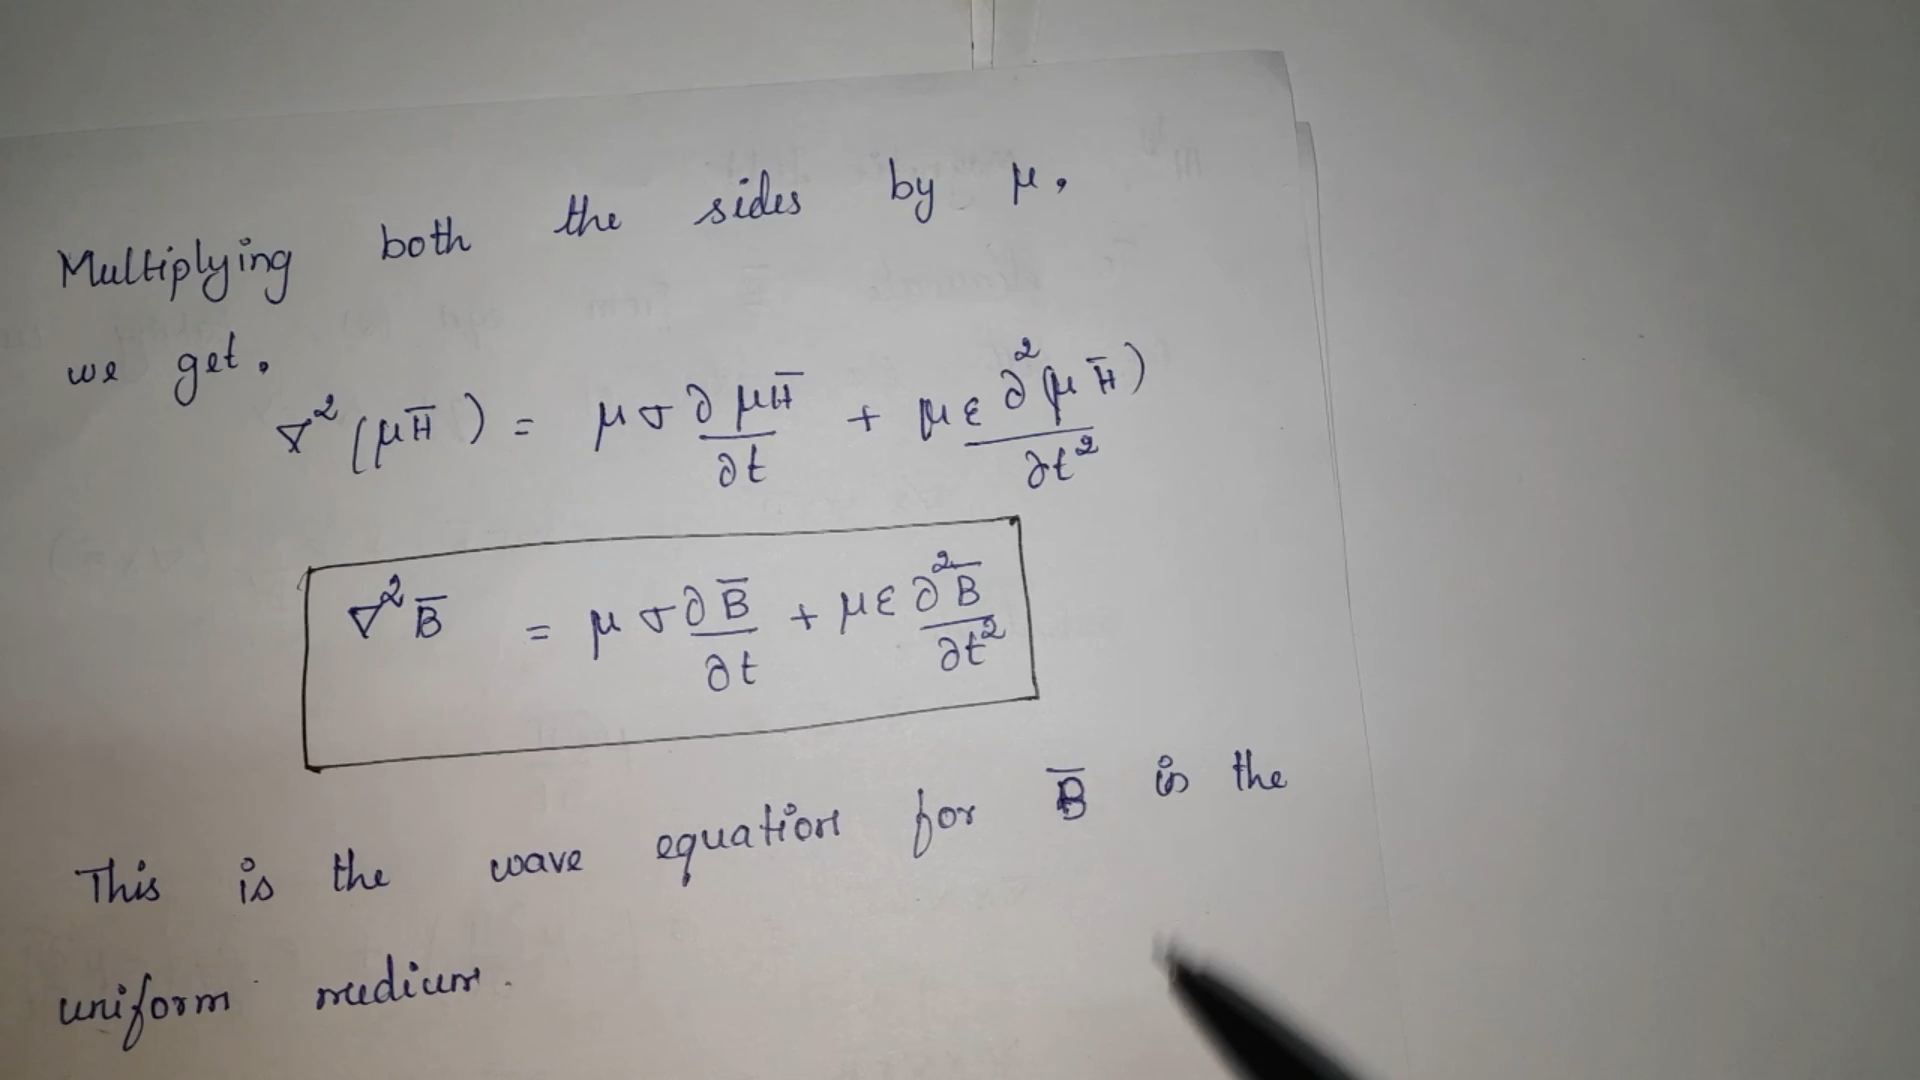 Multiplying both the sides by μ,
we get,
∇²(μH̄) = μσ ∂μH̄/∂t + με ∂²(μH̄)/∂t²
∇²B̄ = μσ ∂B̄/∂t + με ∂²B̄/∂t²
This is the wave equation for B̄ is the
uniform medium.